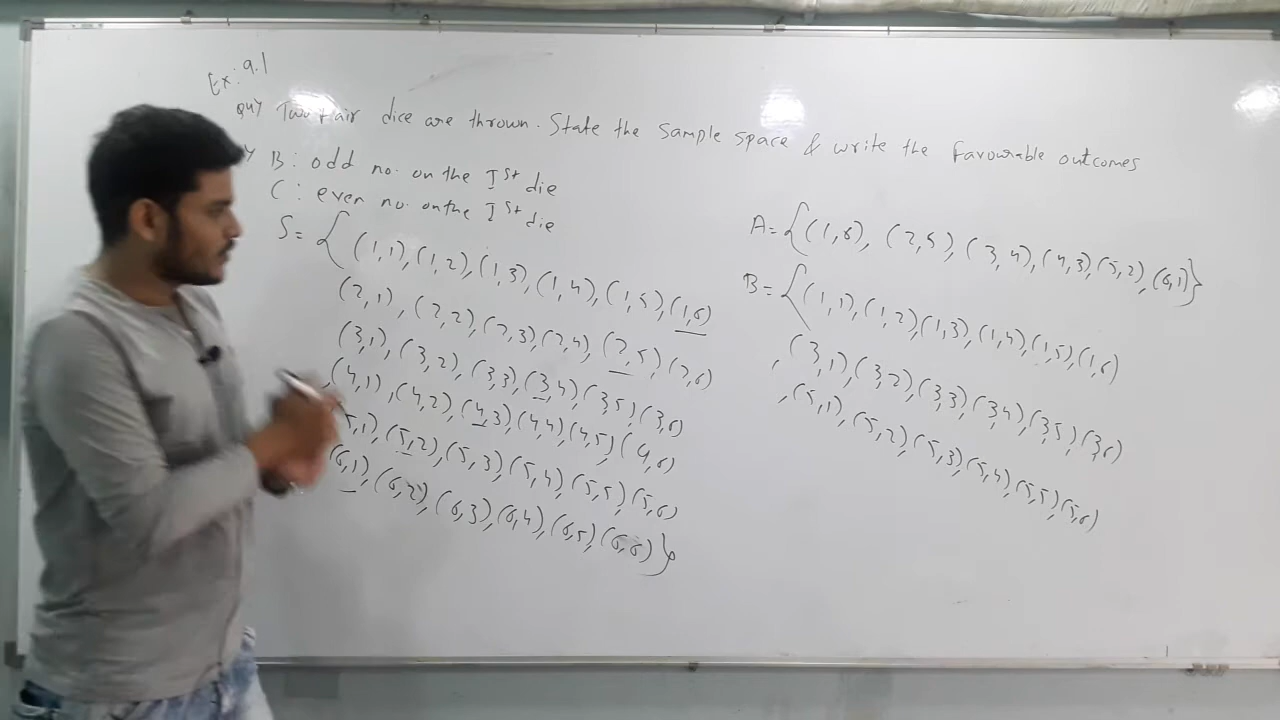 Ex: 9.1
Qu4 Two fair dice are thrown. State the sample space & write the favourable outcomes
B: odd no. on the Ist die
C: even no. on the Ist die
S= { (1,1), (1,2), (1,3), (1,4), (1,5), (1,6)
(2,1), (2,2), (2,3), (2,4), (2,5), (2,6)
(3,1), (3,2), (3,3), (3,4), (3,5), (3,6)
, (4,1), (4,2), (4,3), (4,4), (4,5), (4,6)
5,1), (5,2), (5,3), (5,4), (5,5), (5,6)
(6,1), (6,2), (6,3), (6,4), (6,5), (6,6) }
A= { (1,6), (2,5), (3,4), (4,3), (5,2), (6,1) }
B= { (1,1), (1,2), (1,3), (1,4), (1,5), (1,6)
, (3,1), (3,2), (3,3), (3,4), (3,5), (3,6)
, (5,1), (5,2), (5,3), (5,4), (5,5), (5,6)